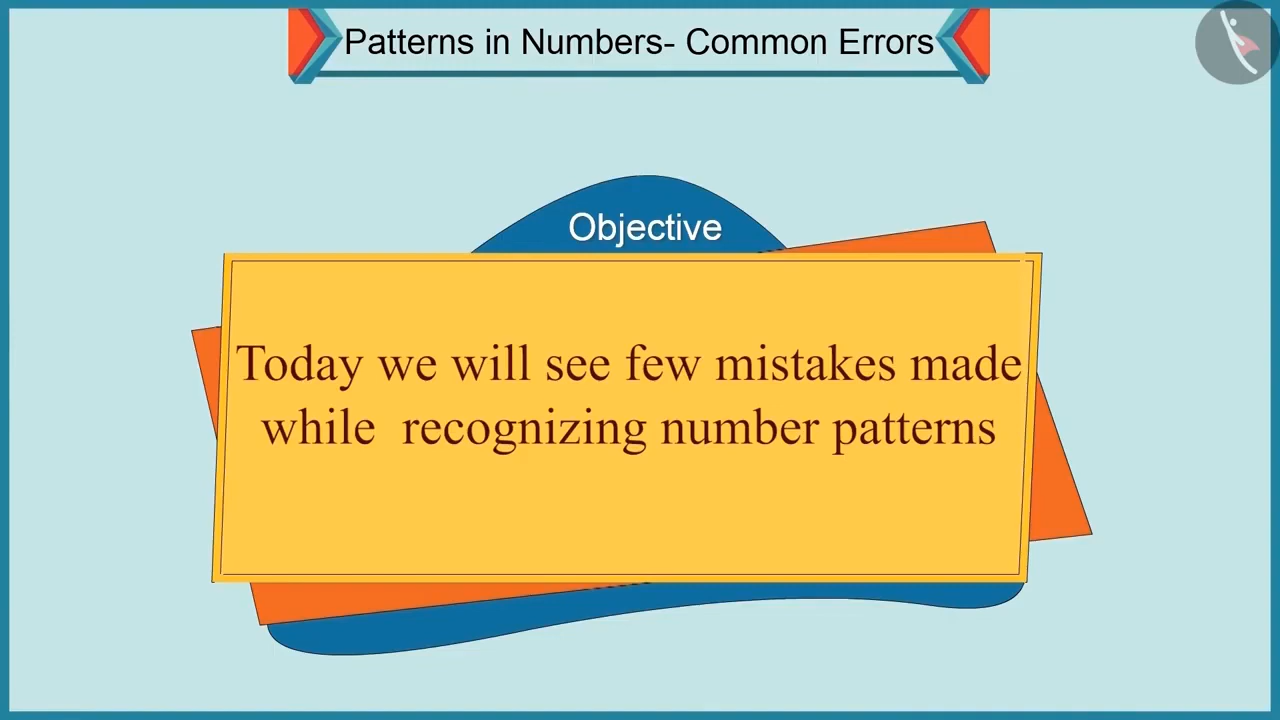 Patterns in Numbers- Common Errors
Objective
Today we will see few mistakes made
while recognizing number patterns